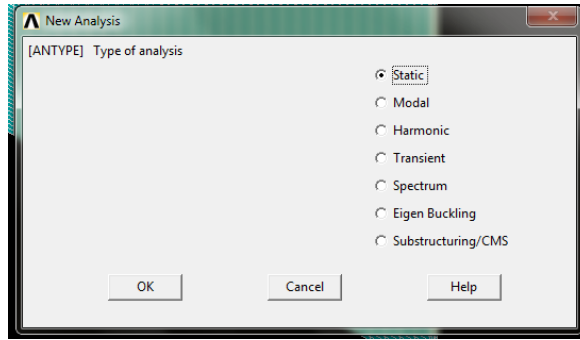 New Analysis
[ANTYPE] Type of analysis
Static
Modal
Harmonic
Transient
Spectrum
Eigen Buckling
Substructuring/CMS
OK Cancel Help